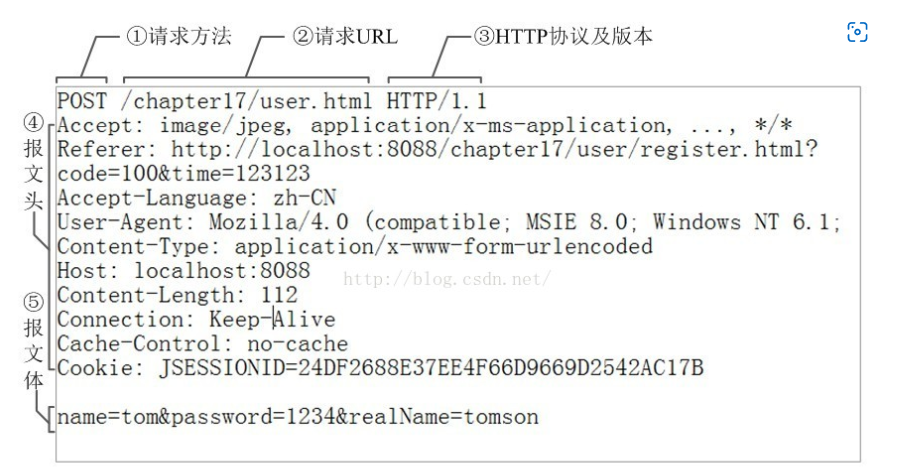 ①请求方法 ②请求URL ③HTTP协议及版本
POST /chapter17/user.html HTTP/1.1
④报文头
Accept: image/jpeg, application/x-ms-application, ..., */*
Referer: http://localhost:8088/chapter17/user/register.html?
code=100&time=123123
Accept-Language: zh-CN
User-Agent: Mozilla/4.0 (compatible; MSIE 8.0; Windows NT 6.1;
Content-Type: application/x-www-form-urlencoded
Host: localhost:8088
http://blog.csdn.net/
Content-Length: 112
Connection: Keep-Alive
Cache-Control: no-cache
Cookie: JSESSIONID=24DF2688E37EE4F66D9669D2542AC17B
⑤报文体
name=tom&password=1234&realName=tomson